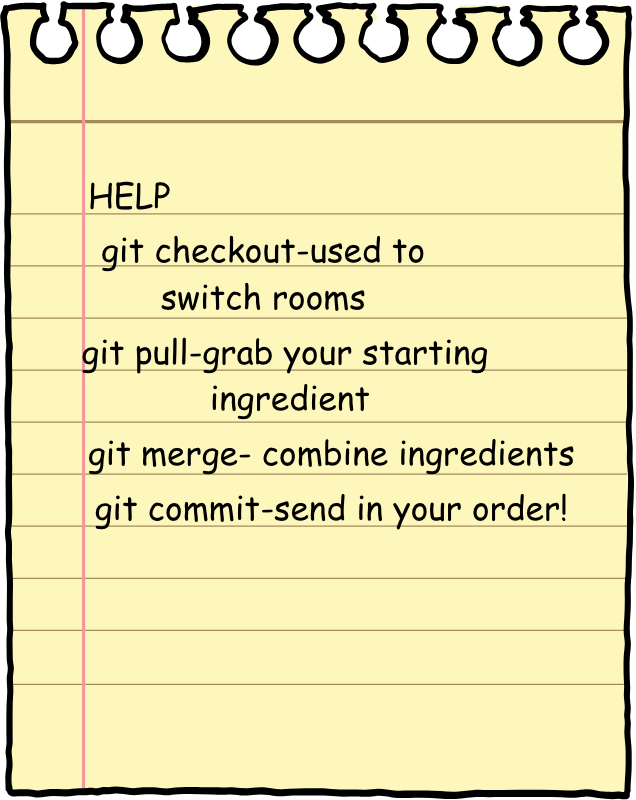 HELP
git checkout-used to
switch rooms
git pull-grab your starting
ingredient
git merge- combine ingredients
git commit-send in your order!